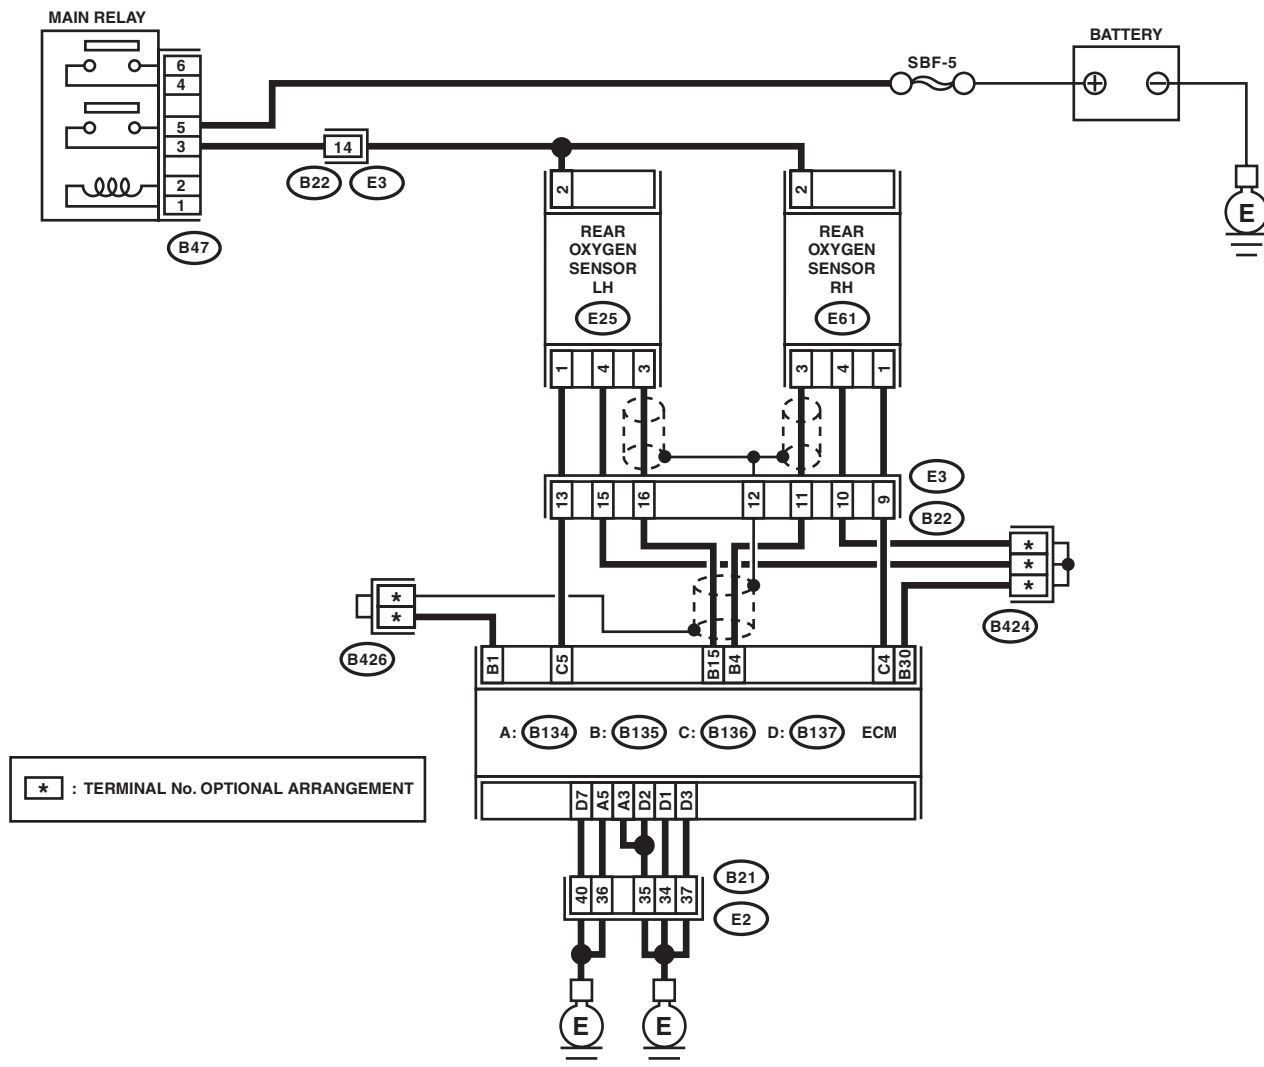 MAIN RELAY
BATTERY
SBF-5
6
4
5
3
2
1
14
B22 E3
B47
E
2
2
REAR
OXYGEN
SENSOR
LH
E25
REAR
OXYGEN
SENSOR
RH
E61
1 4 3
3 4 1
13 15 16 12 11 10 9
E3
B22
*
*
*
B424
*
*
B426
B1 C5 B15 B4 C4 B30
A: B134 B: B135 C: B136 D: B137 ECM
* : TERMINAL No. OPTIONAL ARRANGEMENT
D7 A5 A3 D2 D1 D3
40 36 35 34 37
B21
E2
E E